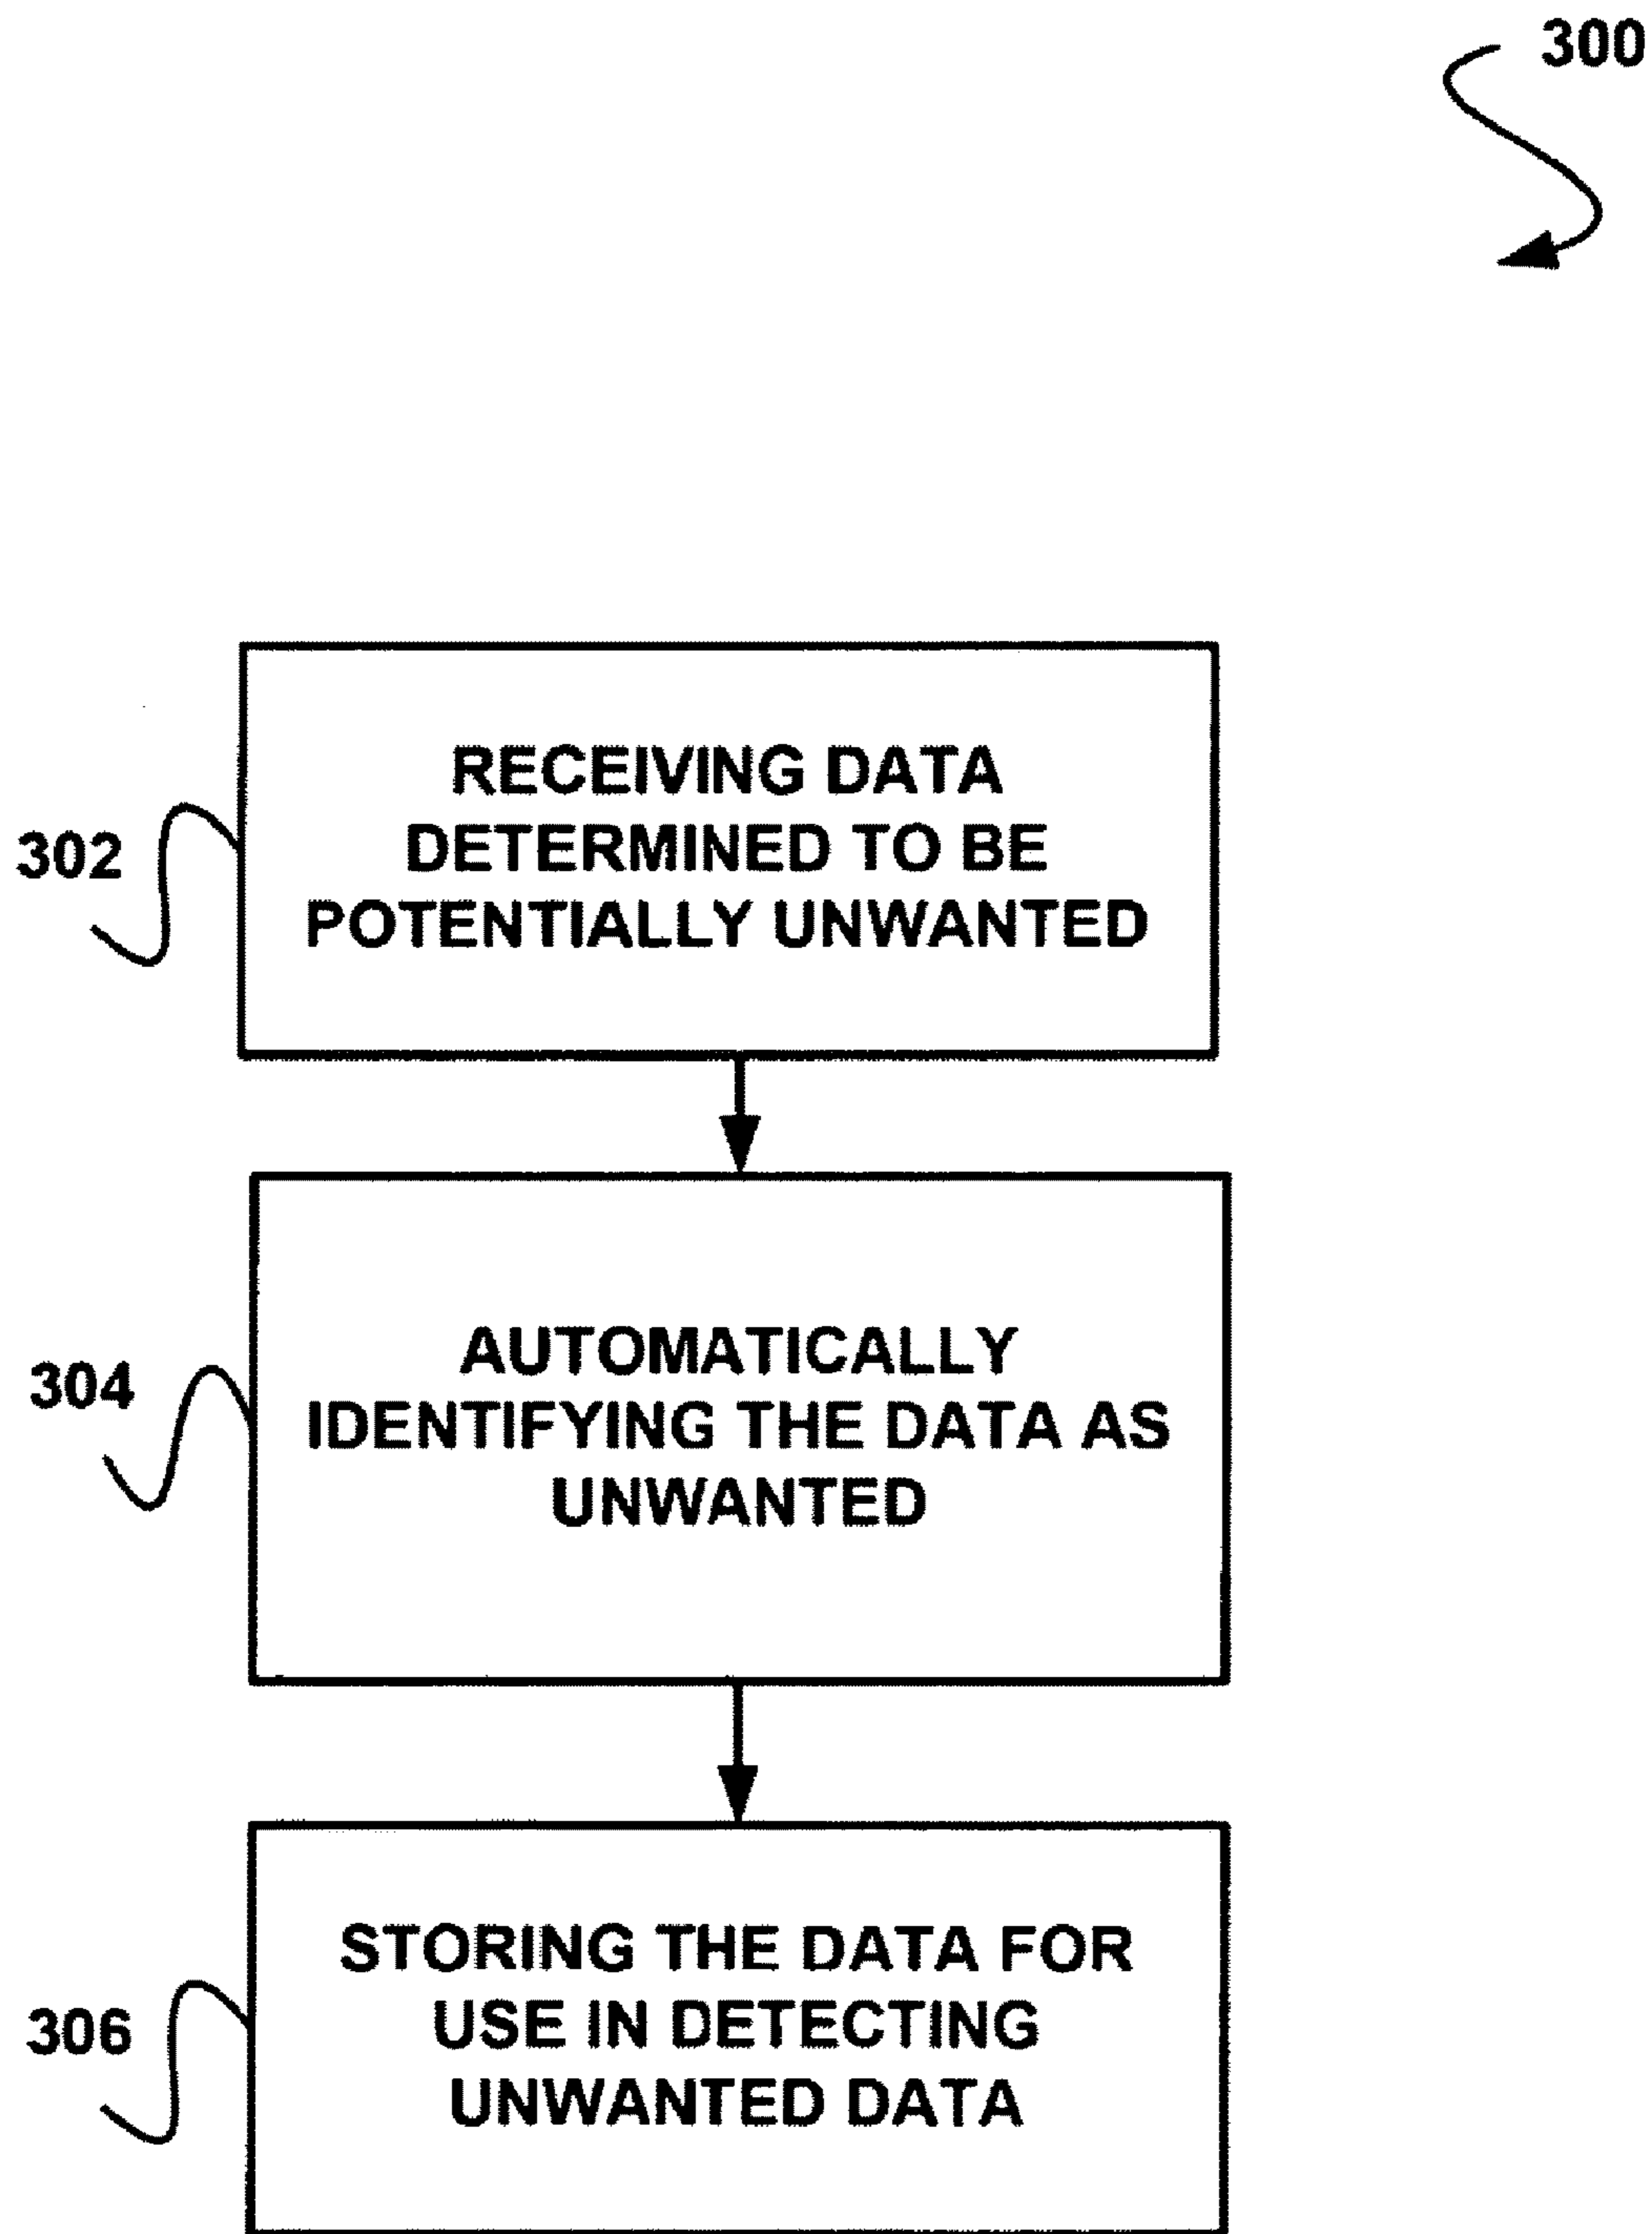 300
302
RECEIVING DATA
DETERMINED TO BE
POTENTIALLY UNWANTED
304
AUTOMATICALLY
IDENTIFYING THE DATA AS
UNWANTED
306
STORING THE DATA FOR
USE IN DETECTING
UNWANTED DATA